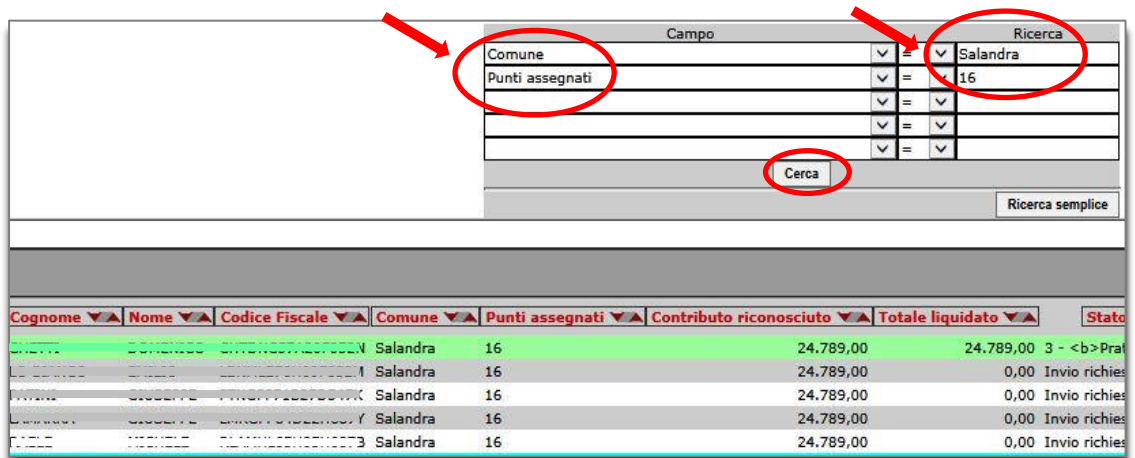 Campo Ricerca
Comune = Salandra
Punti assegnati = 16
=
=
=
Cerca
Ricerca semplice
Cognome Nome Codice Fiscale Comune Punti assegnati Contributo riconosciuto Totale liquidato Stato
Salandra 16 24.789,00 24.789,00 3 - <b>Prat
Salandra 16 24.789,00 0,00 Invio richies
Salandra 16 24.789,00 0,00 Invio richies
Salandra 16 24.789,00 0,00 Invio richies
Salandra 16 24.789,00 0,00 Invio richies